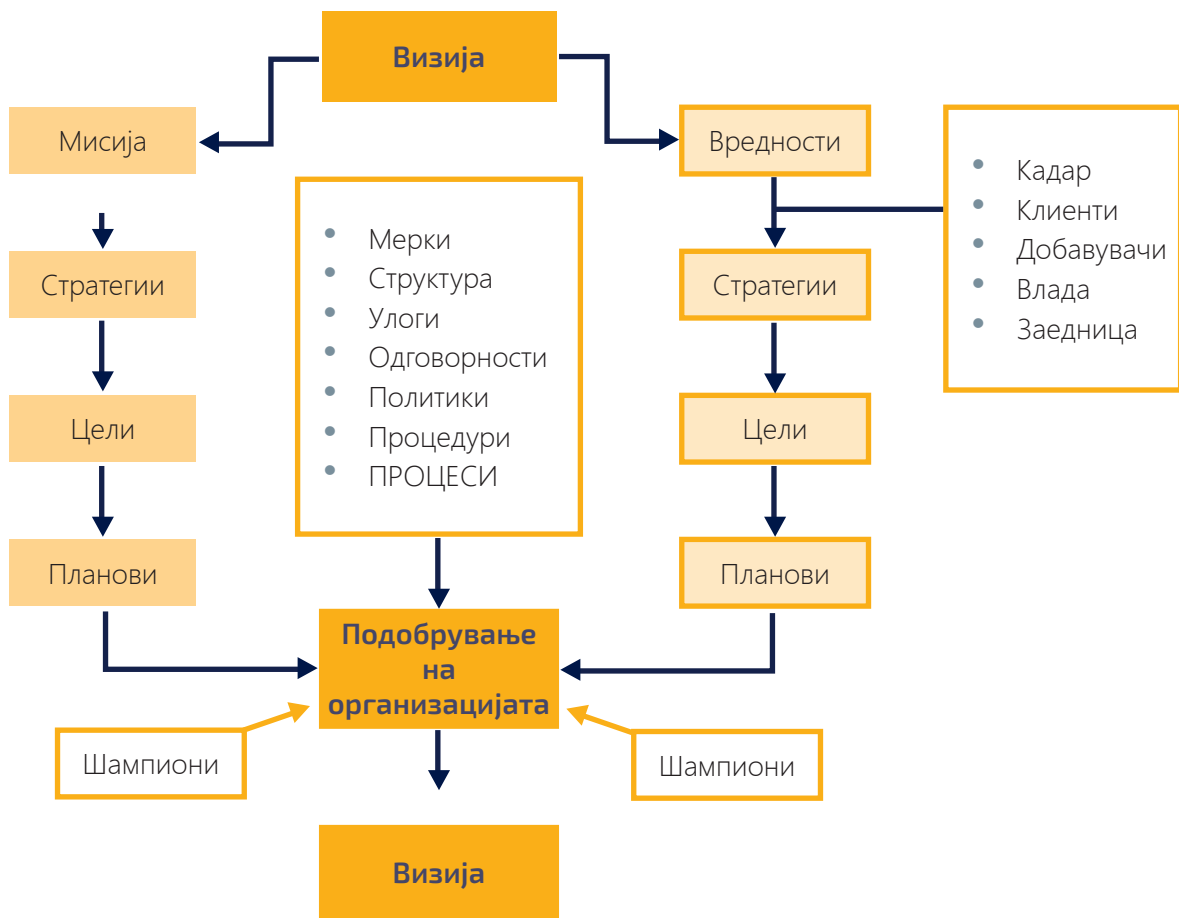 Визија
Мисија
Стратегии
Цели
Планови
Мерки
Структура
Улоги
Одговорности
Политики
Процедури
ПРОЦЕСИ
Вредности
Стратегии
Цели
Планови
Кадар
Клиенти
Добавувачи
Влада
Заедница
Подобрување
на
организацијата
Шампиони
Шампиони
Визија